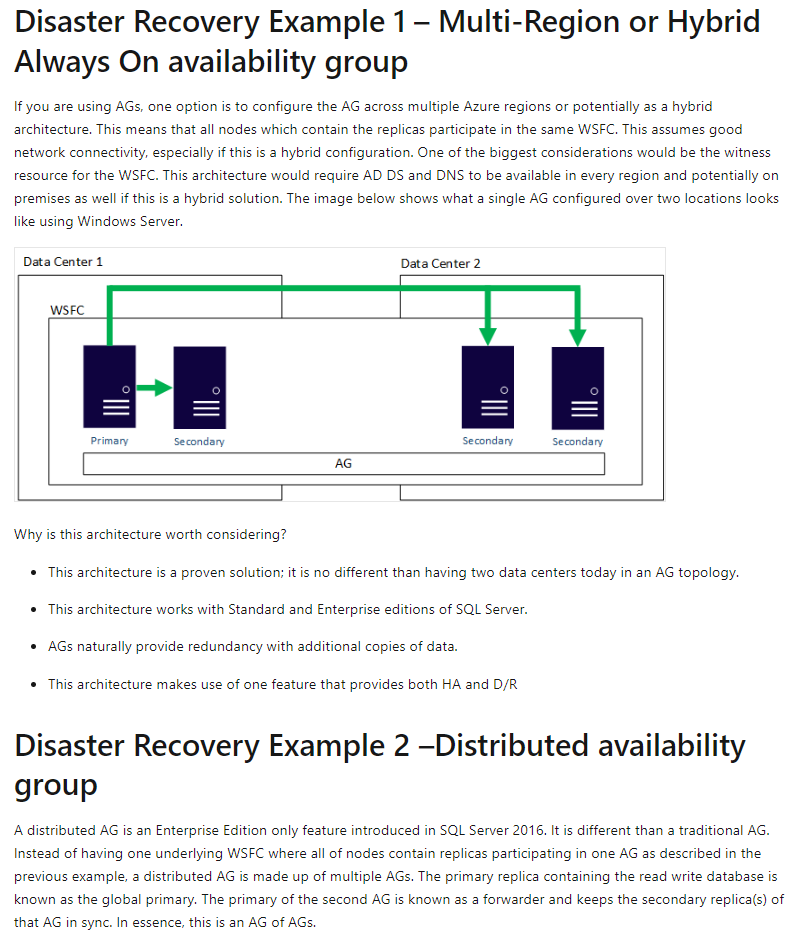 Disaster Recovery Example 1 – Multi-Region or Hybrid
Always On availability group
If you are using AGs, one option is to configure the AG across multiple Azure regions or potentially as a hybrid
architecture. This means that all nodes which contain the replicas participate in the same WSFC. This assumes good
network connectivity, especially if this is a hybrid configuration. One of the biggest considerations would be the witness
resource for the WSFC. This architecture would require AD DS and DNS to be available in every region and potentially on
premises as well if this is a hybrid solution. The image below shows what a single AG configured over two locations looks
like using Windows Server.
Data Center 1
Data Center 2
WSFC
Primary
Secondary
Secondary
Secondary
AG
Why is this architecture worth considering?
• This architecture is a proven solution; it is no different than having two data centers today in an AG topology.
• This architecture works with Standard and Enterprise editions of SQL Server.
• AGs naturally provide redundancy with additional copies of data.
• This architecture makes use of one feature that provides both HA and D/R
Disaster Recovery Example 2 –Distributed availability
group
A distributed AG is an Enterprise Edition only feature introduced in SQL Server 2016. It is different than a traditional AG.
Instead of having one underlying WSFC where all of nodes contain replicas participating in one AG as described in the
previous example, a distributed AG is made up of multiple AGs. The primary replica containing the read write database is
known as the global primary. The primary of the second AG is known as a forwarder and keeps the secondary replica(s) of
that AG in sync. In essence, this is an AG of AGs.